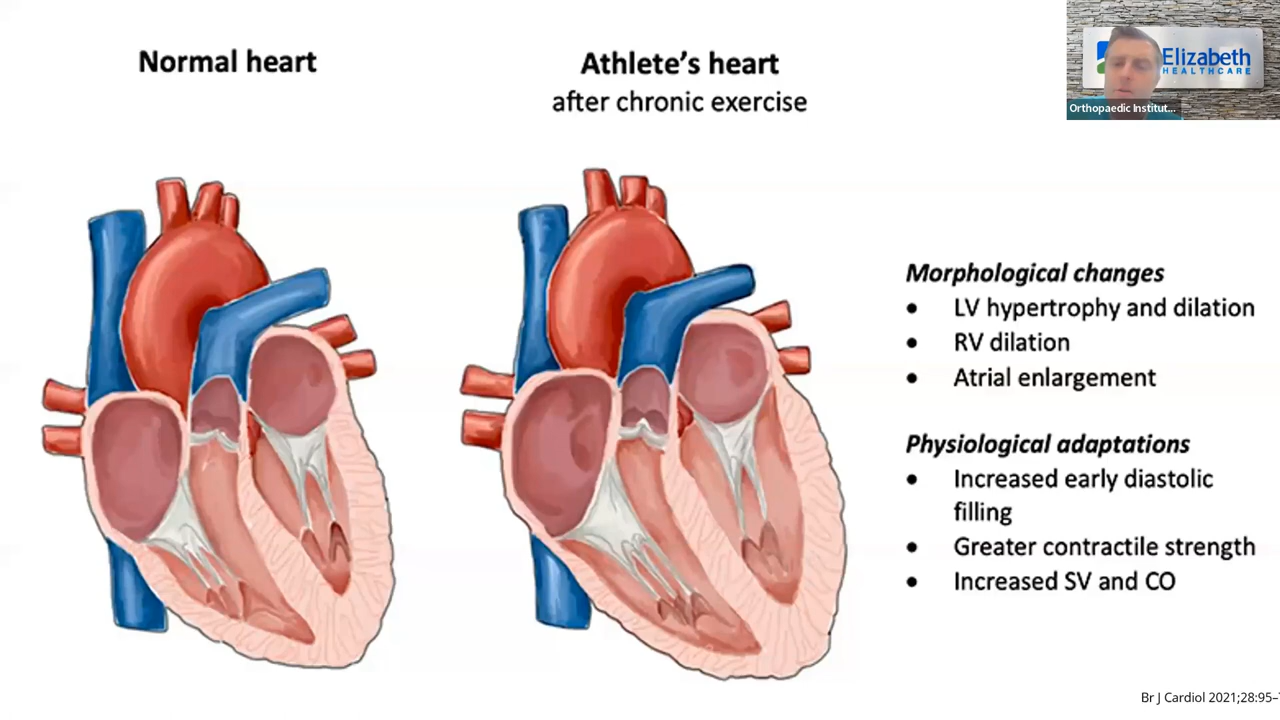 Normal heart
Athlete's heart
after chronic exercise
Elizabeth
HEALTHCARE
Orthopaedic Institut...
Morphological changes
• LV hypertrophy and dilation
• RV dilation
• Atrial enlargement
Physiological adaptations
• Increased early diastolic
filling
• Greater contractile strength
• Increased SV and CO
Br J Cardiol 2021;28:95–